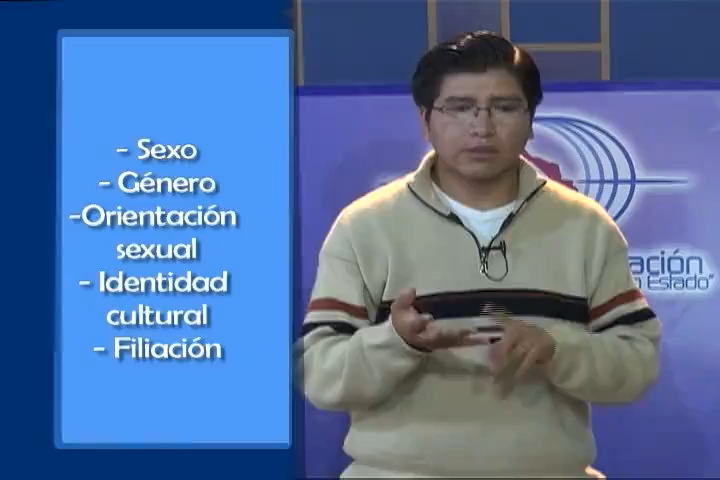 - Sexo
- Género
-Orientación
sexual
- Identidad
cultural
- Filiación
ación
n Estado"